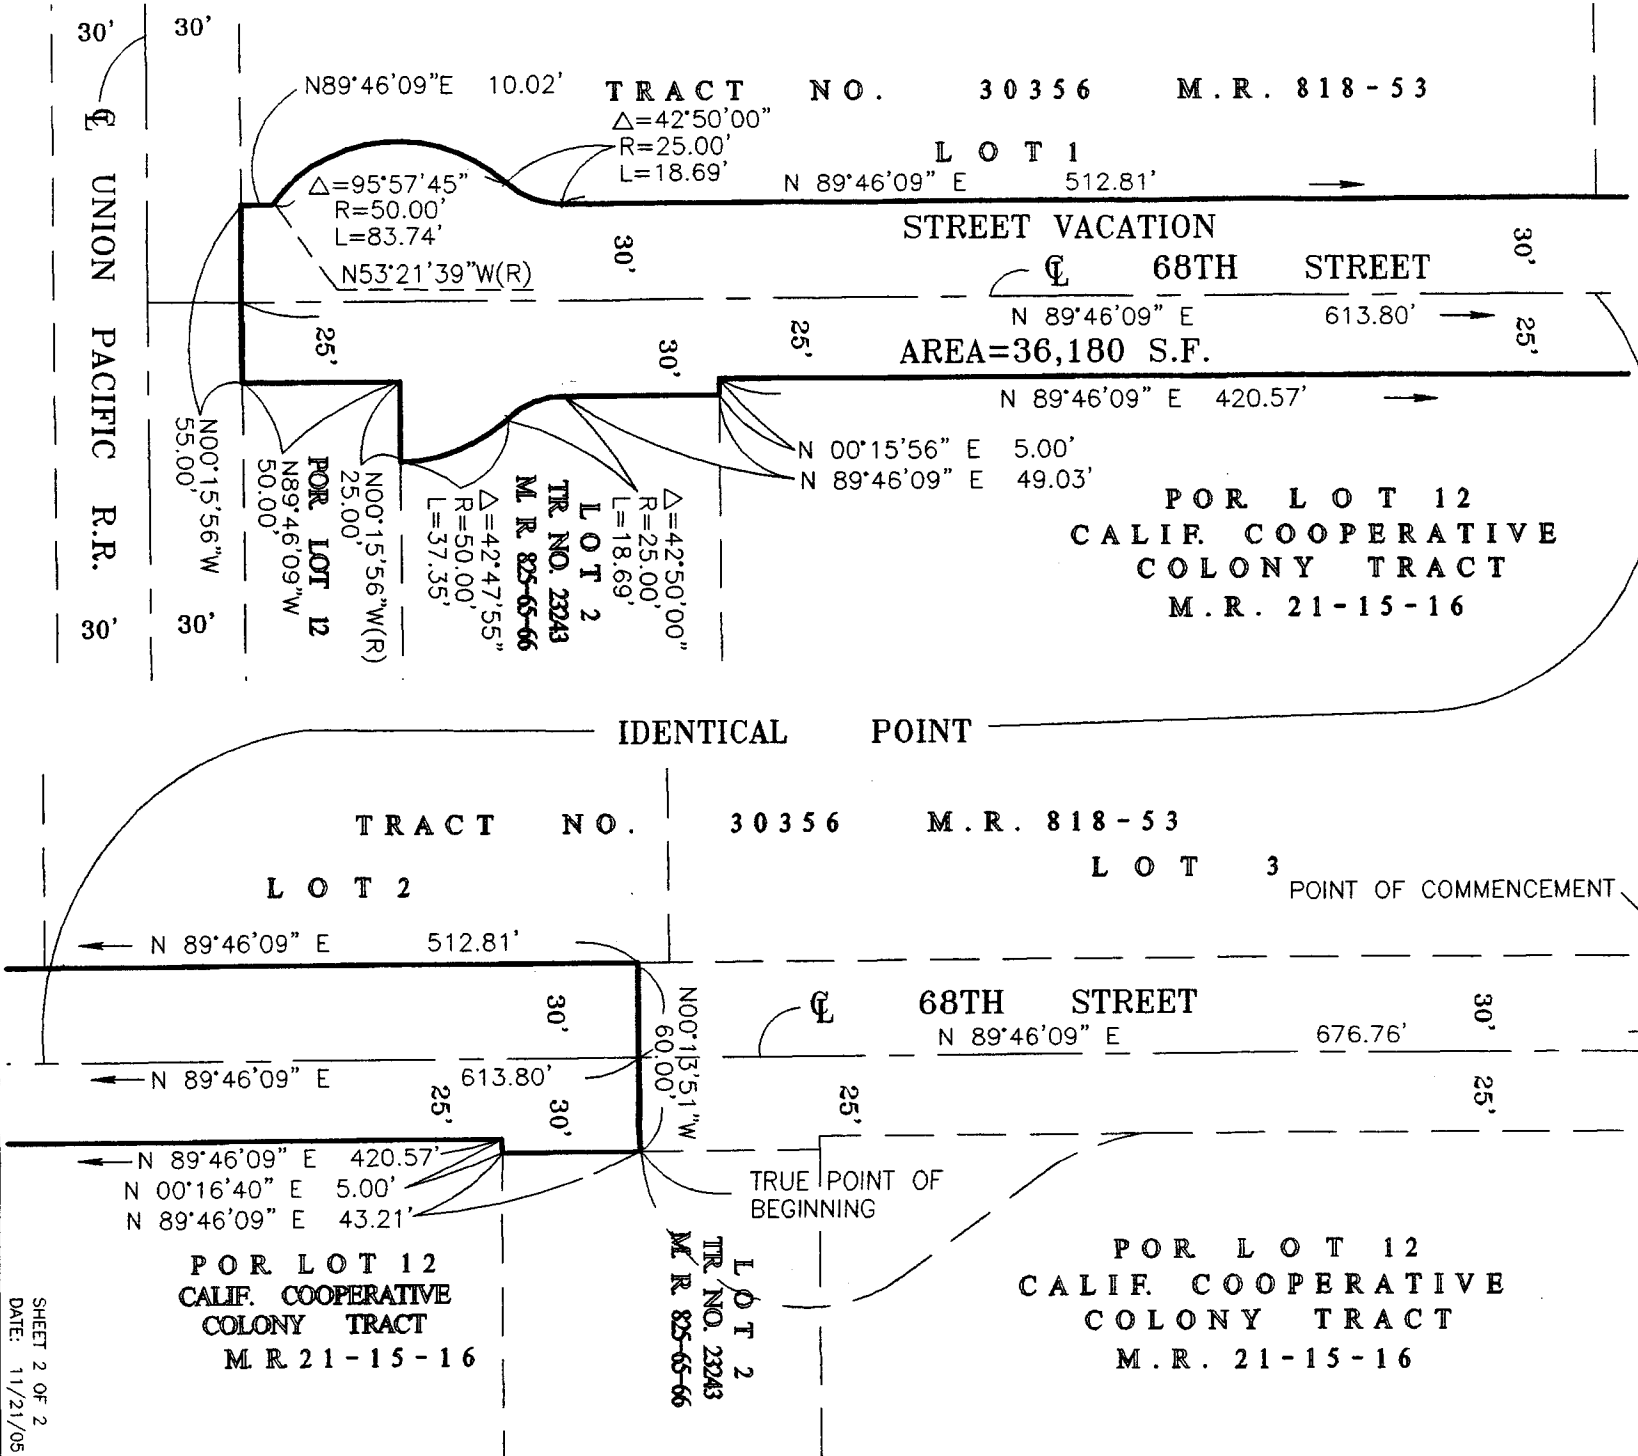 30' 30'
N89°46'09"E 10.02'
TRACT NO. 30356 M.R. 818-53
Δ=42°50'00"
R=25.00'
L=18.69'
LOT 1
N 89°46'09" E 512.81'
℄ UNION PACIFIC R.R.
Δ=95°57'45"
R=50.00'
L=83.74'
N53°21'39"W(R)
30'
STREET VACATION
30'
℄ 68TH STREET
N 89°46'09" E 613.80'
25'
30'
25'
25'
AREA=36,180 S.F.
N 89°46'09" E 420.57'
N 00°15'56" E 5.00'
N 89°46'09" E 49.03'
N00°15'56"W
55.00'
POR LOT 12
N89°46'09"W
50.00'
N00°15'56"W(R)
25.00'
Δ=42°47'55"
R=50.00'
L=37.35'
LOT 2
TR NO. 23243
M R 825-65-66
Δ=42°50'00"
R=25.00'
L=18.69'
POR LOT 12
CALIF. COOPERATIVE
COLONY TRACT
M.R. 21-15-16
30' 30'
IDENTICAL POINT
TRACT NO. 30356 M.R. 818-53
LOT 2
LOT 3
POINT OF COMMENCEMENT
N 89°46'09" E 512.81'
30'
N00°13'51"W
60.00'
℄ 68TH STREET
N 89°46'09" E 676.76'
30'
N 89°46'09" E 613.80'
25'
30'
25'
25'
N 89°46'09" E 420.57'
N 00°16'40" E 5.00'
N 89°46'09" E 43.21'
TRUE POINT OF
BEGINNING
POR LOT 12
CALIF. COOPERATIVE
COLONY TRACT
M.R. 21-15-16
LOT 2
TR NO. 23243
M R 825-65-66
POR LOT 12
CALIF. COOPERATIVE
COLONY TRACT
M.R. 21-15-16
SHEET 2 OF 2
DATE: 11/21/05